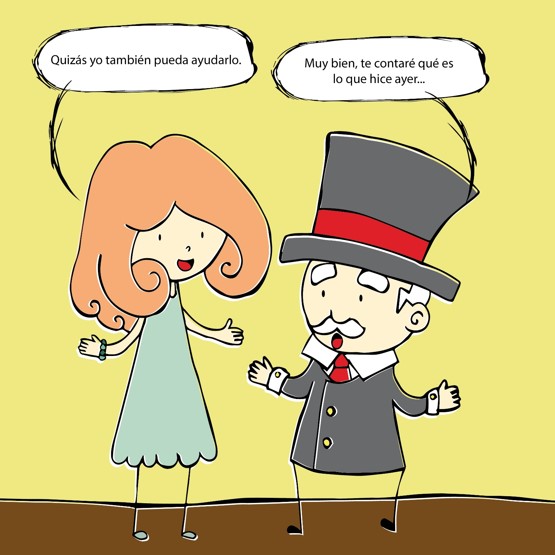 Quizás yo también pueda ayudarlo.
Muy bien, te contaré qué es
lo que hice ayer...